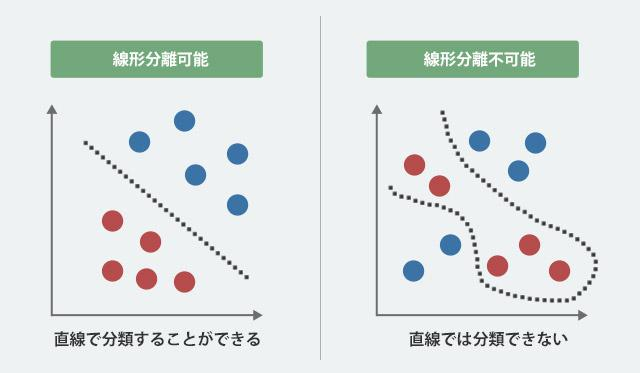 線形分離可能
直線で分類することができる
線形分離不可能
直線では分類できない